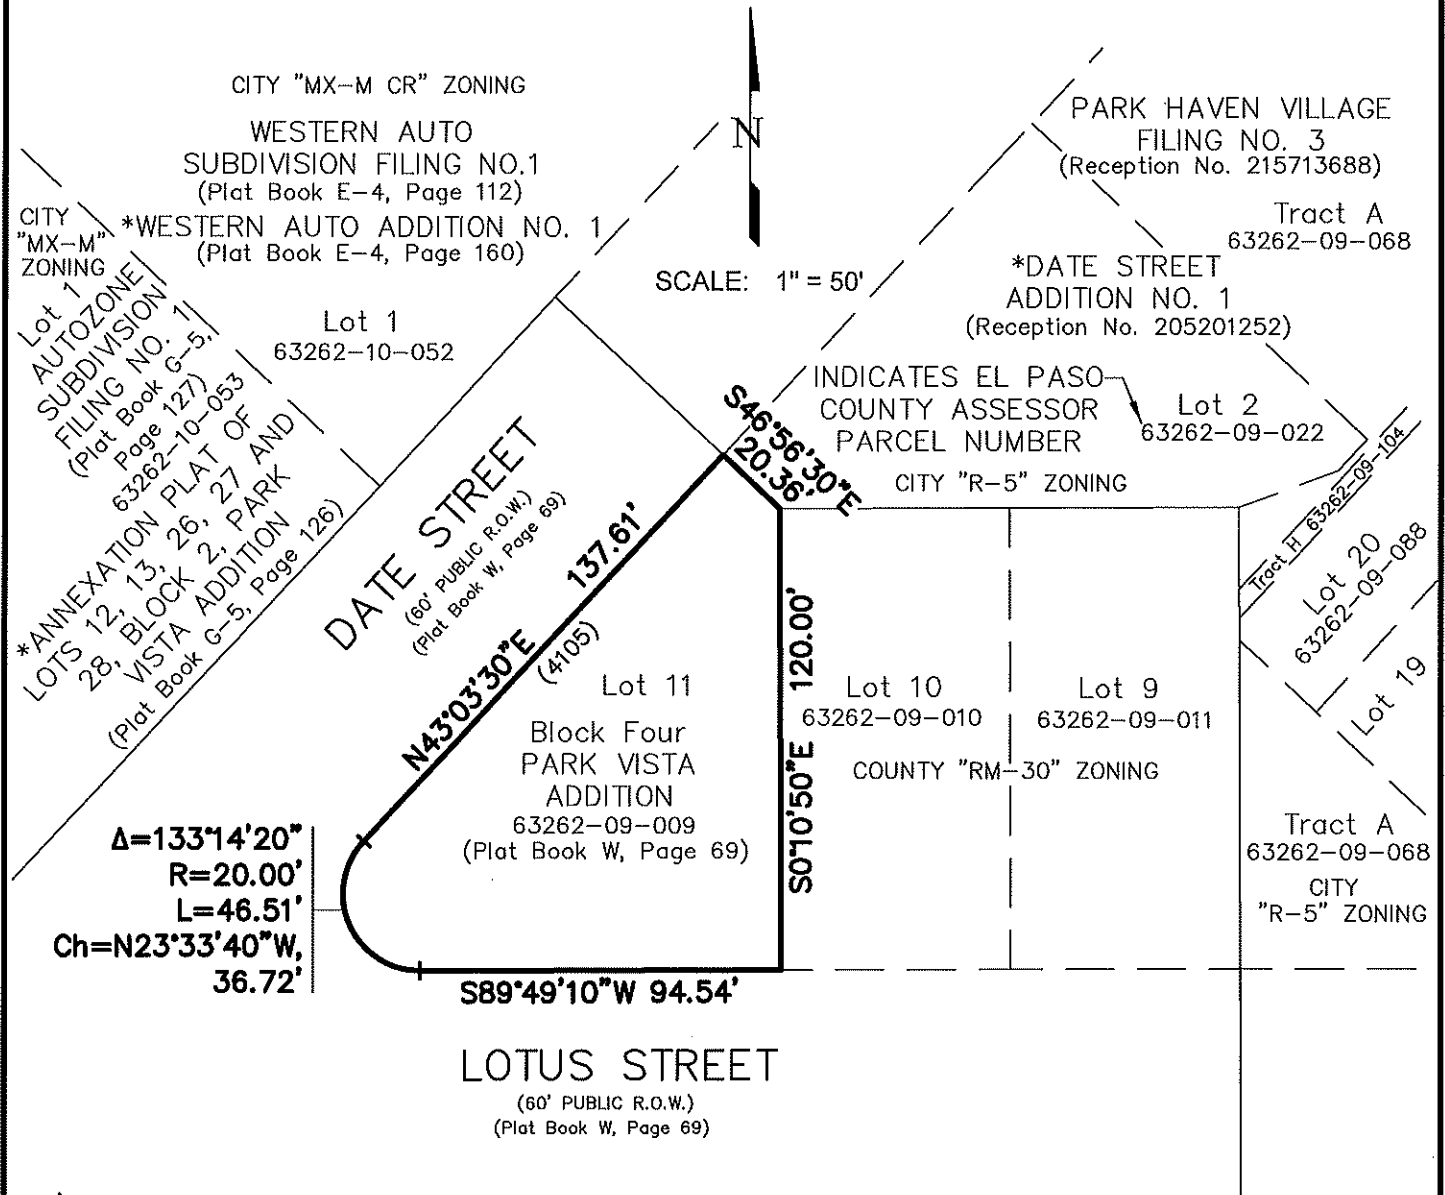 CITY "MX-M CR" ZONING
WESTERN AUTO
SUBDIVISION FILING NO.1
(Plat Book E-4, Page 112)
*WESTERN AUTO ADDITION NO. 1
(Plat Book E-4, Page 160)
Lot 1
63262-10-052
CITY
"MX-M"
ZONING
Lot 1
AUTOZONE
SUBDIVISION
FILING NO. 1
(Plat Book G-5,
Page 127)
63262-10-053
*ANNEXATION PLAT OF
LOTS 12, 13, 26, 27 AND
28, BLOCK 2, PARK
VISTA ADDITION
(Plat Book G-5, Page 126)
N
SCALE: 1" = 50'
PARK HAVEN VILLAGE
FILING NO. 3
(Reception No. 215713688)
Tract A
63262-09-068
*DATE STREET
ADDITION NO. 1
(Reception No. 205201252)
INDICATES EL PASO
COUNTY ASSESSOR
PARCEL NUMBER
Lot 2
63262-09-022
CITY "R-5" ZONING
S46°56'30"E
20.36'
DATE STREET
(60' PUBLIC R.O.W.)
(Plat Book W, Page 69)
137.61'
N43°03'30"E
(4105)
Lot 11
Block Four
PARK VISTA
ADDITION
63262-09-009
(Plat Book W, Page 69)
S0°10'50"E 120.00'
Lot 10
63262-09-010
Lot 9
63262-09-011
COUNTY "RM-30" ZONING
Tract H 63262-09-104
Lot 20
63262-09-088
Lot 19
Tract A
63262-09-068
CITY
"R-5" ZONING
Δ=133°14'20"
R=20.00'
L=46.51'
Ch=N23°33'40"W,
36.72'
S89°49'10"W 94.54'
LOTUS STREET
(60' PUBLIC R.O.W.)
(Plat Book W, Page 69)